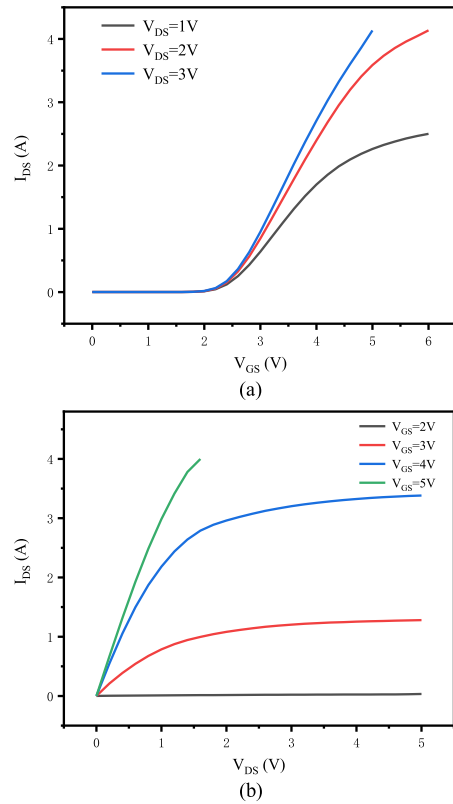 V_DS=1V
V_DS=2V
V_DS=3V
4
3
2
1
0
I_DS (A)
0 1 2 3 4 5 6
V_GS (V)
(a)
V_GS=2V
V_GS=3V
V_GS=4V
V_GS=5V
4
3
2
1
0
I_DS (A)
0 1 2 3 4 5
V_DS (V)
(b)